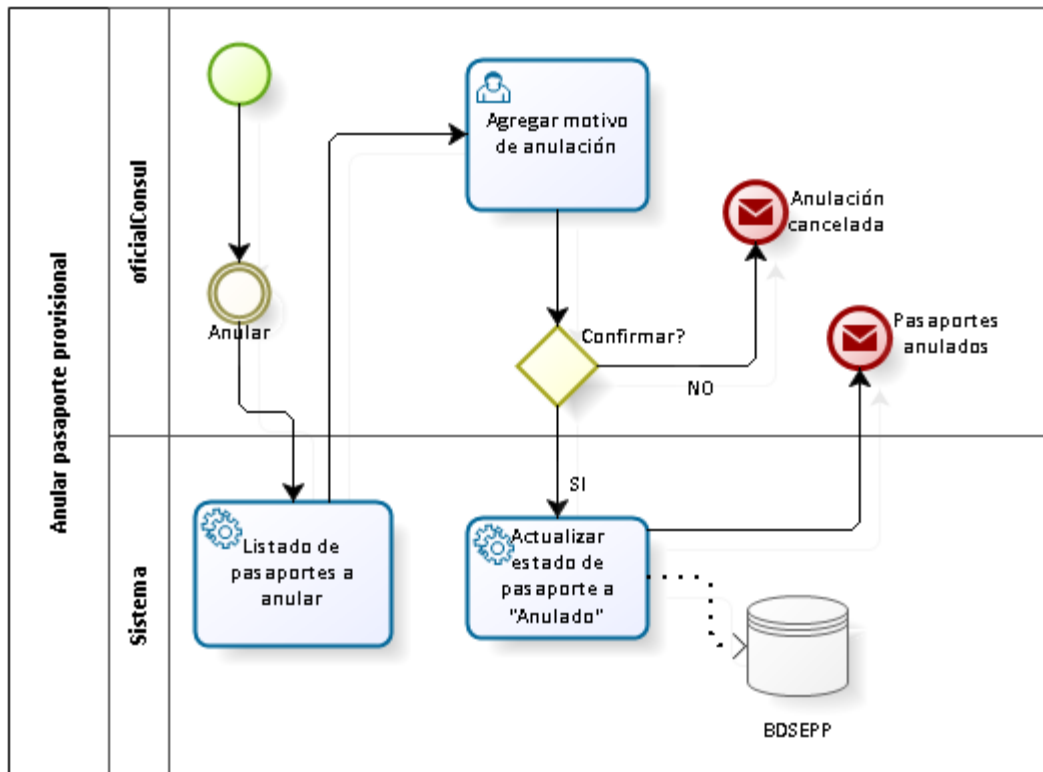 Anular pasaporte provisional
oficialConsul
Agregar motivo
de anulación
Anulación
cancelada
Anular
Confirmar?
Pasaportes
anulados
NO
Sistema
SI
Listado de
pasaportes a
anular
Actualizar
estado de
pasaporte a
"Anulado"
BDSEPP